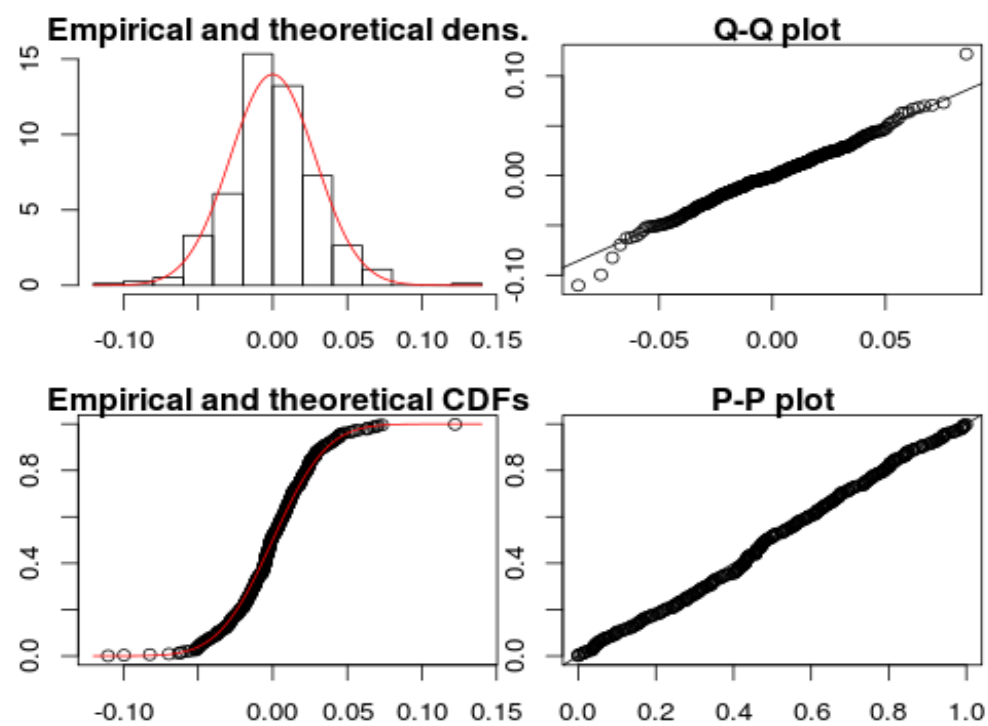 Empirical and theoretical dens.
15
10
5
0
-0.10 0.00 0.05 0.10 0.15
Q-Q plot
0.10
0.00
-0.10
-0.05 0.00 0.05
Empirical and theoretical CDFs
0.8
0.4
0.0
-0.10 0.00 0.05 0.10 0.15
P-P plot
0.8
0.4
0.0
0.0 0.2 0.4 0.6 0.8 1.0